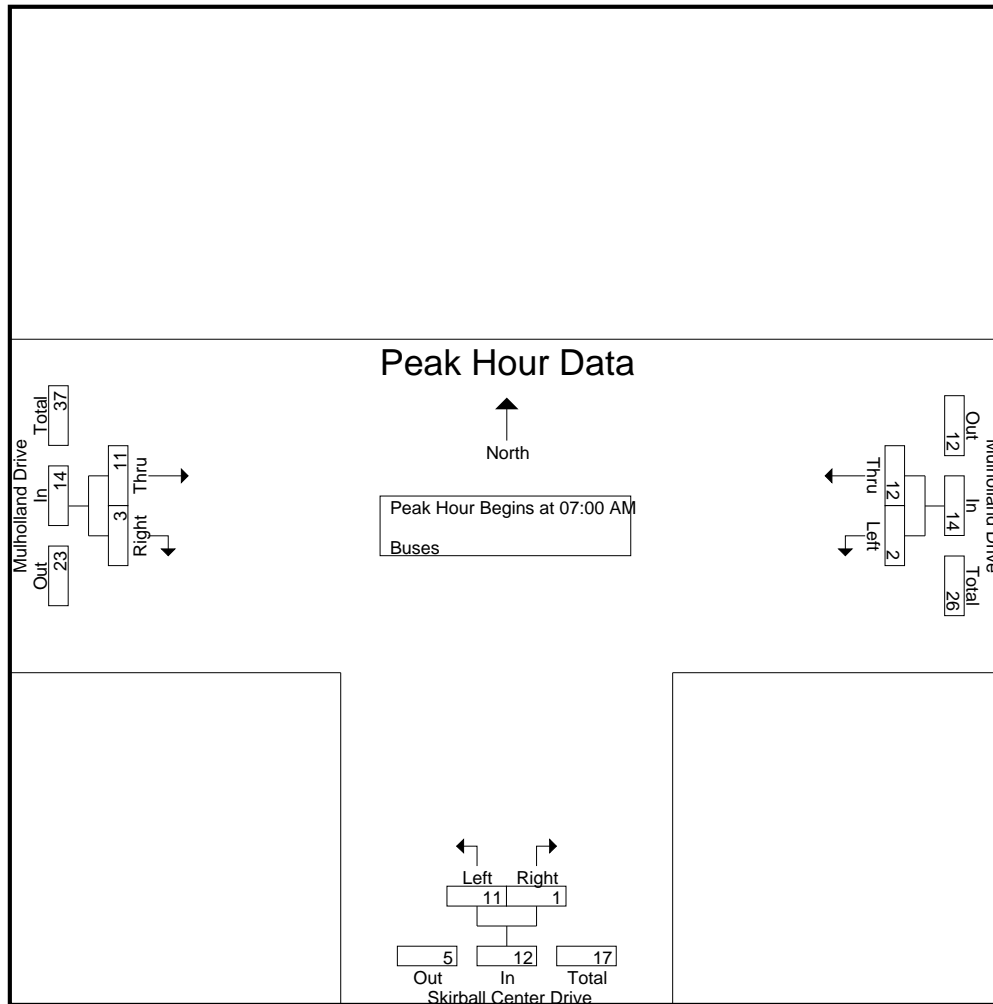 Peak Hour Data
North
Peak Hour Begins at 07:00 AM
Buses
Mulholland Drive
Total
37
In
14
Out
23
11
Thru
3
Right
Mulholland Drive
Out
12
In
14
Total
26
Thru
12
Left
2
Left Right
11 1
5 12 17
Out In Total
Skirball Center Drive